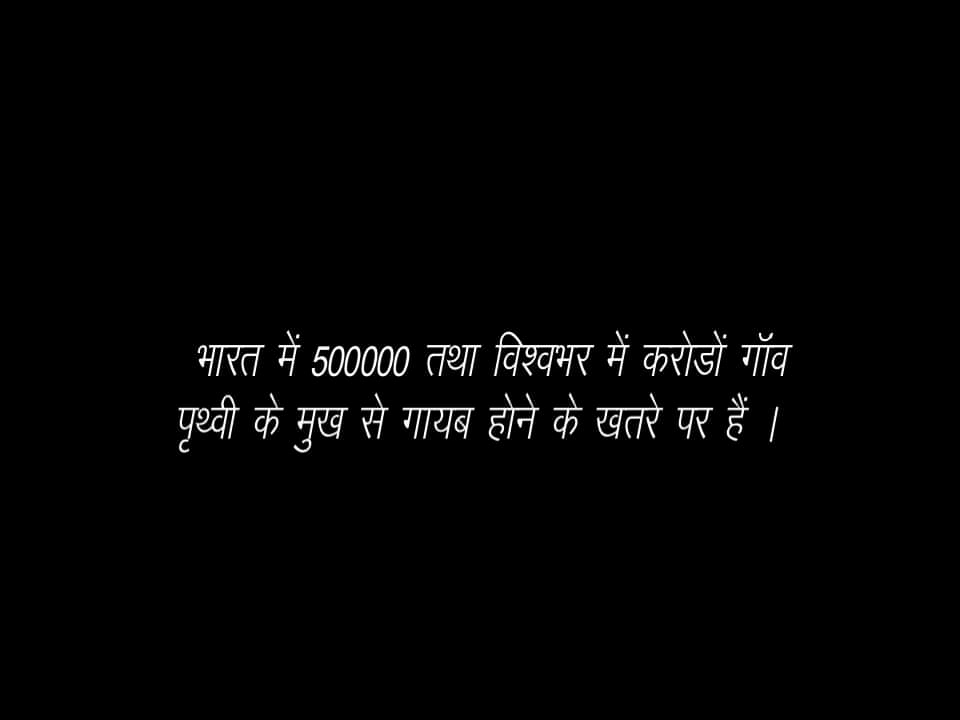 भारत में 500000 तथा विश्वभर में करोडों गॉव
पृथ्वी के मुख से गायब होने के खतरे पर हैं ।